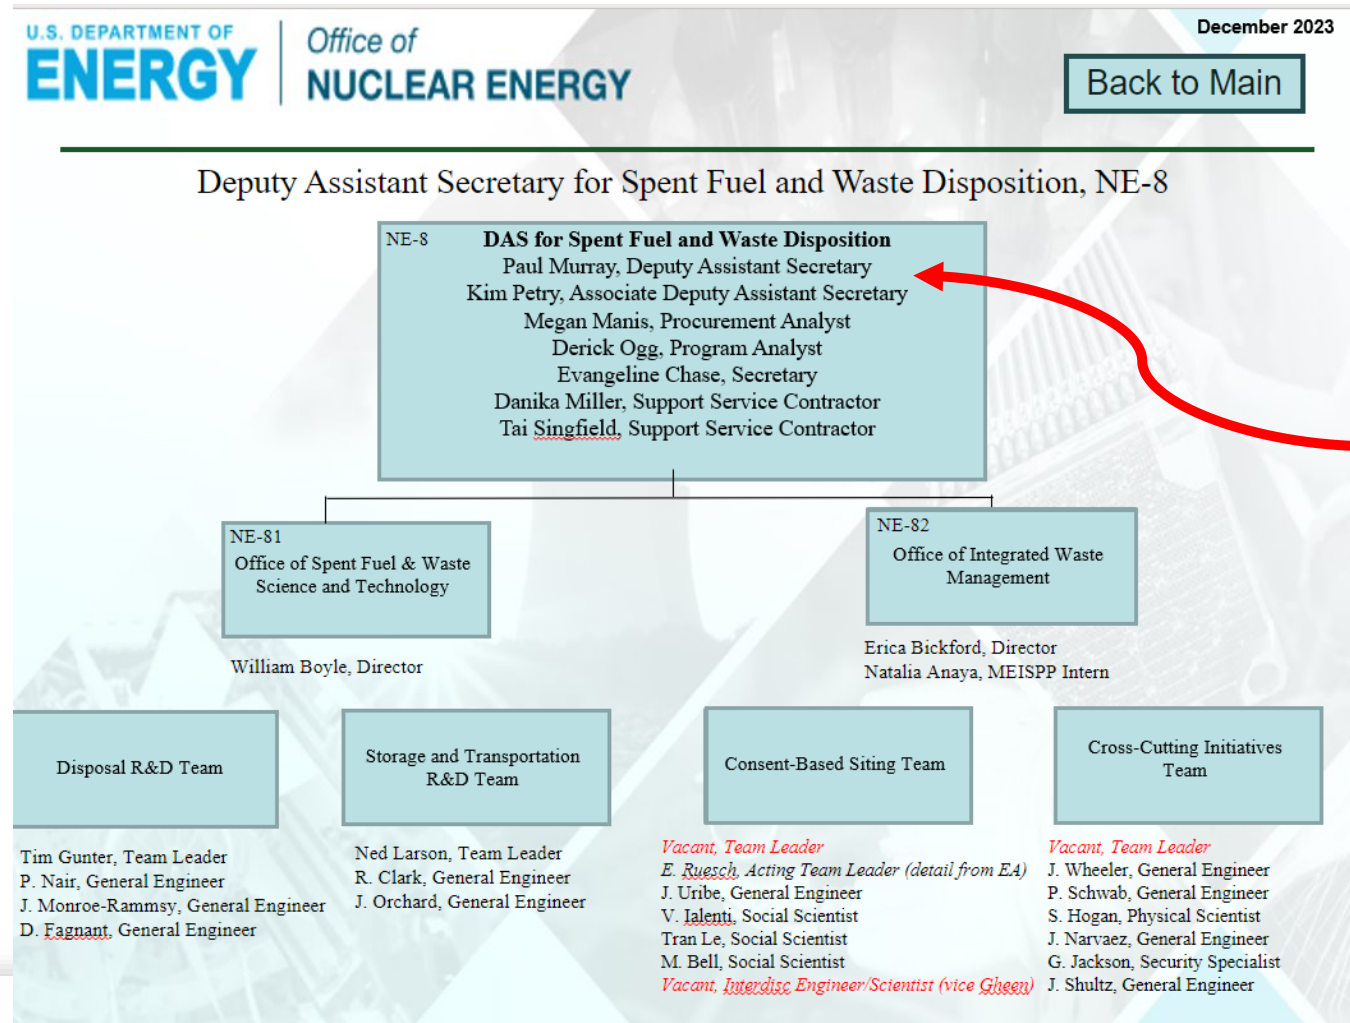 U.S. DEPARTMENT OF
ENERGY
Office of
NUCLEAR ENERGY
December 2023
Back to Main
Deputy Assistant Secretary for Spent Fuel and Waste Disposition, NE-8
NE-8
DAS for Spent Fuel and Waste Disposition
Paul Murray, Deputy Assistant Secretary
Kim Petry, Associate Deputy Assistant Secretary
Megan Manis, Procurement Analyst
Derick Ogg, Program Analyst
Evangeline Chase, Secretary
Danika Miller, Support Service Contractor
Tai Singfield, Support Service Contractor
NE-81
Office of Spent Fuel & Waste
Science and Technology
William Boyle, Director
NE-82
Office of Integrated Waste
Management
Erica Bickford, Director
Natalia Anaya, MEISPP Intern
Disposal R&D Team
Tim Gunter, Team Leader
P. Nair, General Engineer
J. Monroe-Rammsy, General Engineer
D. Fagnant, General Engineer
Storage and Transportation
R&D Team
Ned Larson, Team Leader
R. Clark, General Engineer
J. Orchard, General Engineer
Consent-Based Siting Team
Vacant, Team Leader
E. Ruesch, Acting Team Leader (detail from EA)
J. Uribe, General Engineer
V. Ialenti, Social Scientist
Tran Le, Social Scientist
M. Bell, Social Scientist
Vacant, Interdisc Engineer/Scientist (vice Gheen)
Cross-Cutting Initiatives
Team
Vacant, Team Leader
J. Wheeler, General Engineer
P. Schwab, General Engineer
S. Hogan, Physical Scientist
J. Narvaez, General Engineer
G. Jackson, Security Specialist
J. Shultz, General Engineer